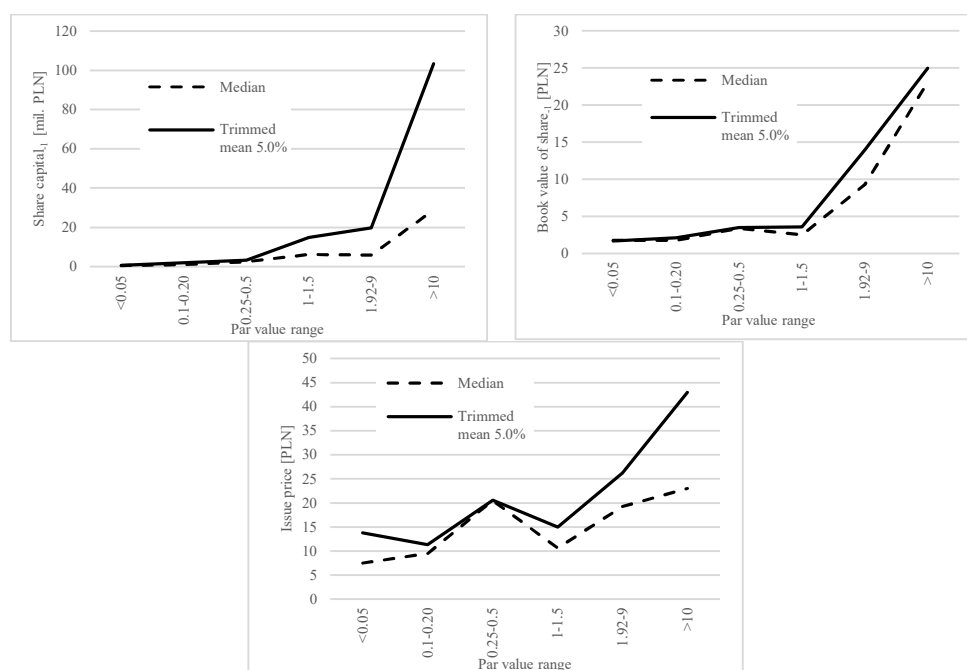 120
100
80
60
40
20
0
Share capital-1 [mil. PLN]
Median
Trimmed
mean 5.0%
<0.05
0.1-0.20
0.25-0.5
1-1.5
1.92-9
>10
Par value range
30
25
20
15
10
5
0
Book value of share-1 [PLN]
Median
Trimmed
mean 5.0%
<0.05
0.1-0.20
0.25-0.5
1-1.5
1.92-9
>10
Par value range
50
45
40
35
30
25
20
15
10
5
0
Issue price [PLN]
Median
Trimmed
mean 5.0%
<0.05
0.1-0.20
0.25-0.5
1-1.5
1.92-9
>10
Par value range